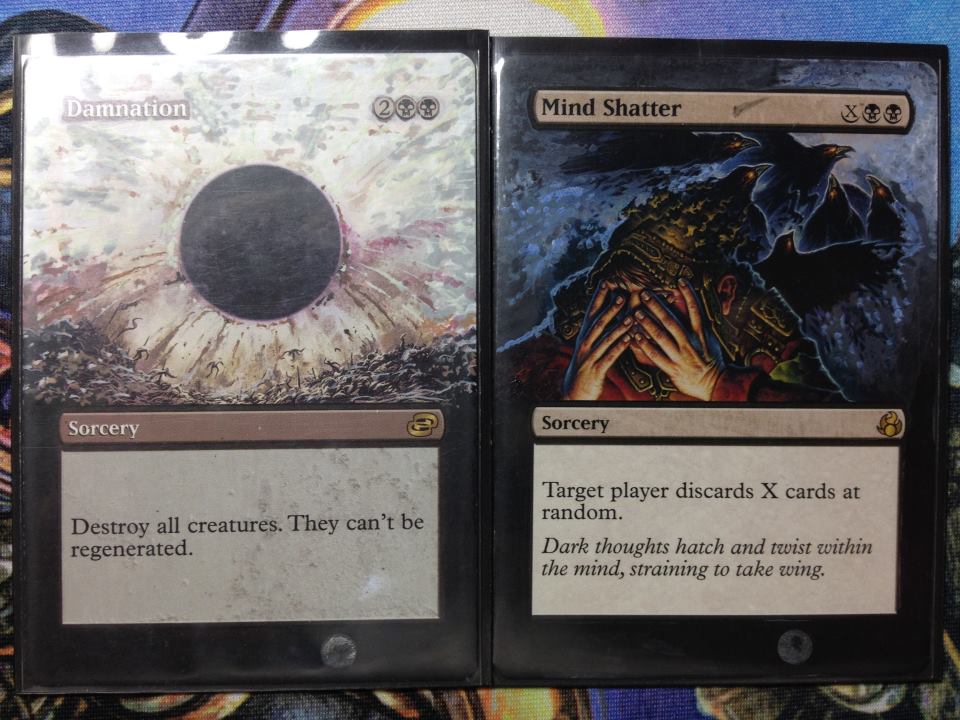 Damnation
2
Sorcery
Destroy all creatures. They can't be
regenerated.
Mind Shatter
X
Sorcery
Target player discards X cards at
random.
Dark thoughts hatch and twist within
the mind, straining to take wing.